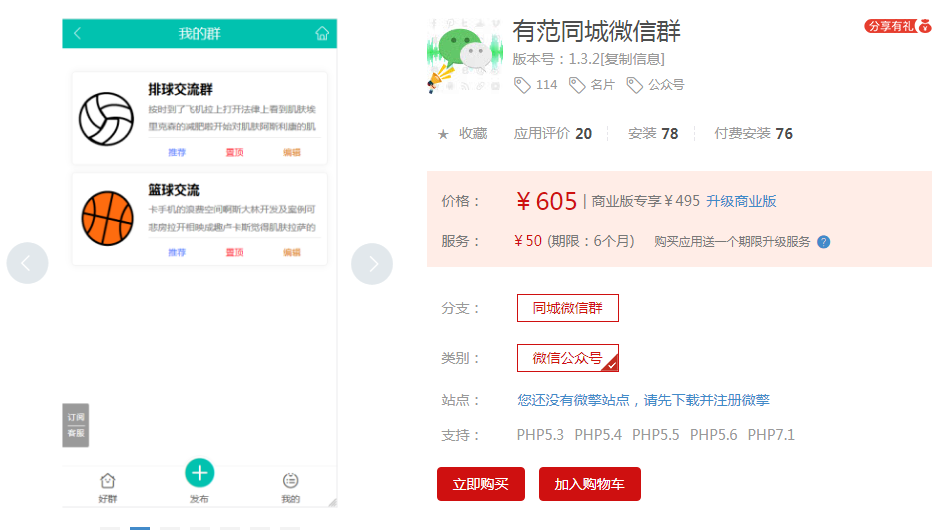 我的群
排球交流群
按时到了飞机拉上打开法律上看到肌肤埃
里克森的减肥啦开始对肌肤阿斯利康的肌
推荐 置顶 编辑
篮球交流
卡手机的浪费空间啊斯大林开发及案例可
悲房拉开相映成趣卢卡斯觉得肌肤拉萨的
推荐 置顶 编辑
订阅
客服
好群 发布 我的
有范同城微信群
分享有礼
版本号：1.3.2[复制信息]
114 名片 公众号
收藏 应用评价 20 安装 78 付费安装 76
价格： ¥605 | 商业版专享￥495 升级商业版
服务： ¥50 (期限：6个月) 购买应用送一个期限升级服务 ?
分支： 同城微信群
类别： 微信公众号
站点： 您还没有微擎站点，请先下载并注册微擎
支持： PHP5.3 PHP5.4 PHP5.5 PHP5.6 PHP7.1
立即购买 加入购物车